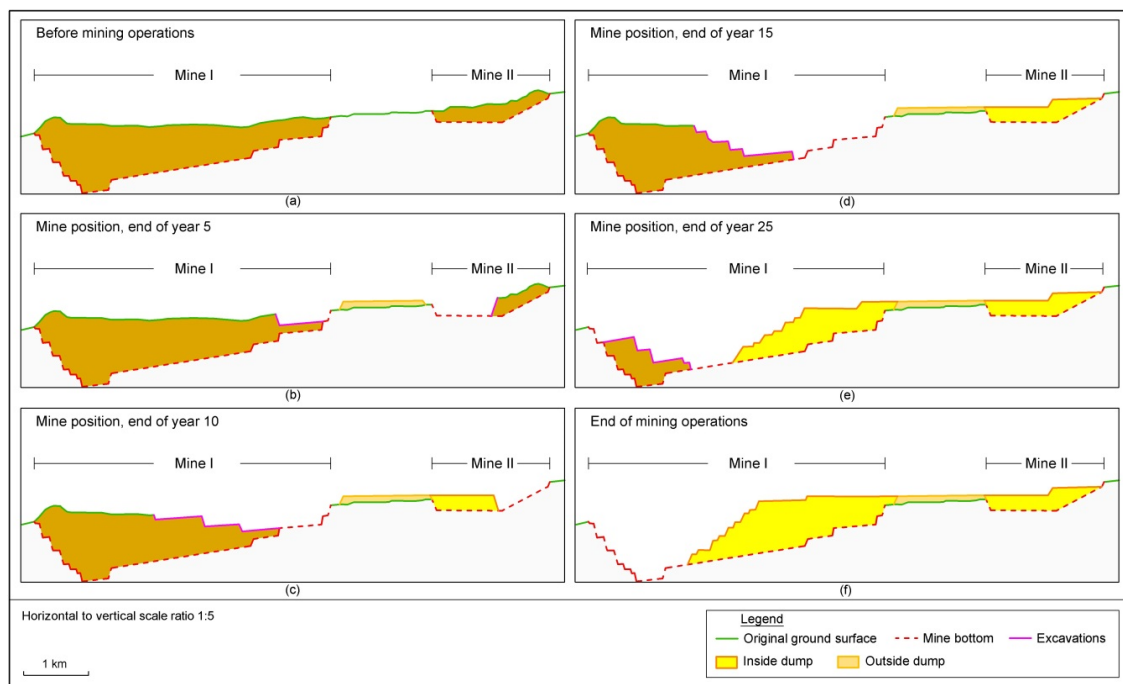 Before mining operations
Mine I
Mine II
(a)
Mine position, end of year 5
Mine I
Mine II
(b)
Mine position, end of year 10
Mine I
Mine II
(c)
Mine position, end of year 15
Mine I
Mine II
(d)
Mine position, end of year 25
Mine I
Mine II
(e)
End of mining operations
Mine I
Mine II
(f)
Horizontal to vertical scale ratio 1:5
1 km
Legend
Original ground surface Mine bottom Excavations
Inside dump Outside dump